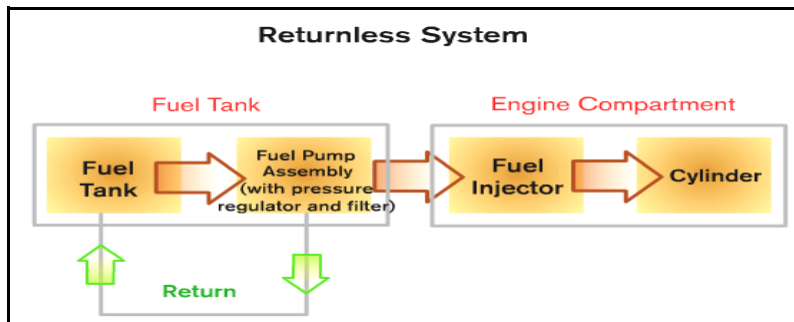 Returnless System
Fuel Tank
Engine Compartment
Fuel
Tank
Fuel Pump
Assembly
(with pressure
regulator and filter)
Fuel
Injector
Cylinder
Return